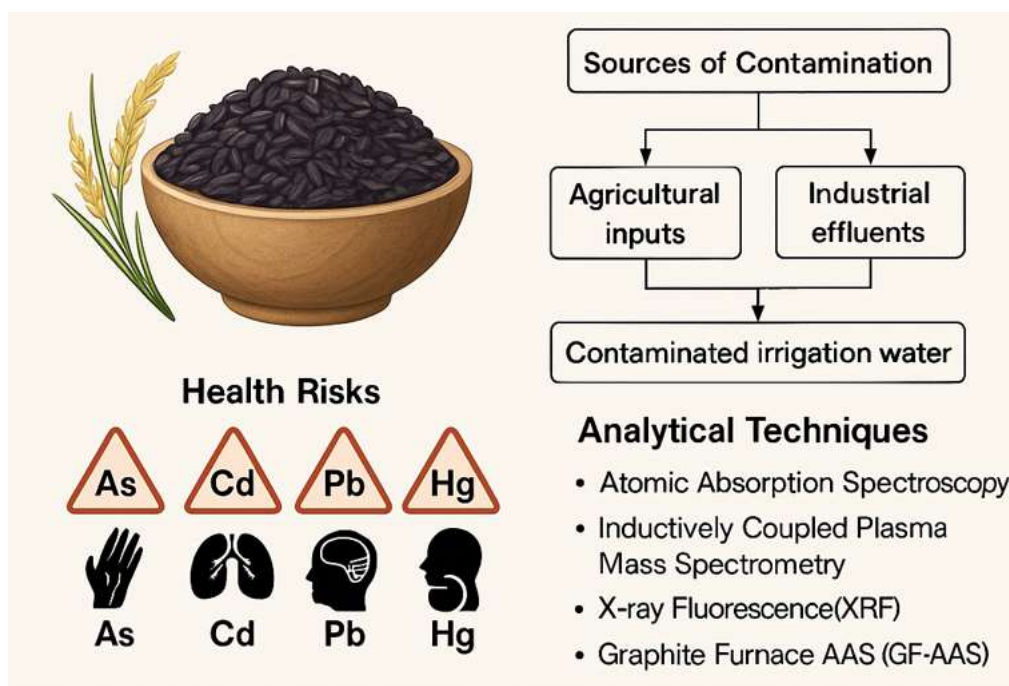 Sources of Contamination
Agricultural
inputs
Industrial
effluents
Contaminated irrigation water
Health Risks
As Cd Pb Hg
As Cd Pb Hg
Analytical Techniques
• Atomic Absorption Spectroscopy
• Inductively Coupled Plasma
Mass Spectrometry
• X-ray Fluorescence(XRF)
• Graphite Furnace AAS (GF-AAS)